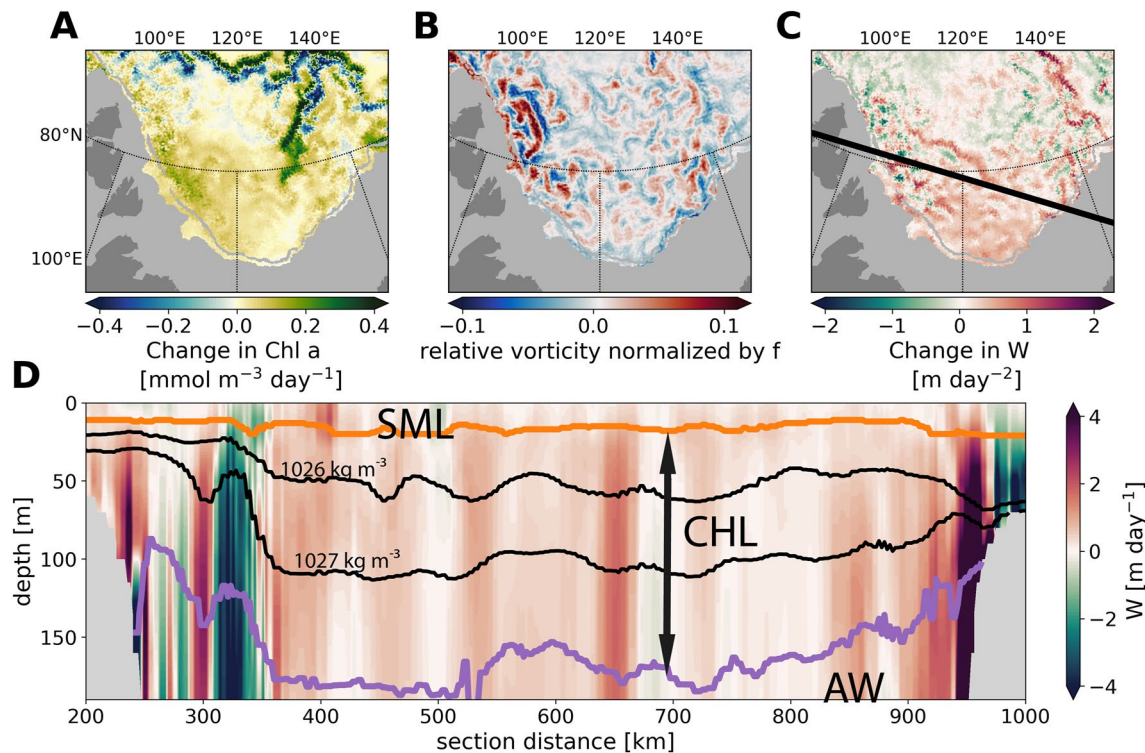 A
B
C
100°E 120°E 140°E
100°E 120°E 140°E
100°E 120°E 140°E
80°N
100°E
−0.4 −0.2 0.0 0.2 0.4
−0.1 0.0 0.1
−2 −1 0 1 2
Change in Chl a
[mmol m⁻³ day⁻¹]
relative vorticity normalized by f
Change in W
[m day⁻²]
D
0
50
100
150
depth [m]
SML
1026 kg m⁻³
1027 kg m⁻³
CHL
AW
200 300 400 500 600 700 800 900 1000
section distance [km]
4
2
0
−2
−4
W [m day⁻¹]